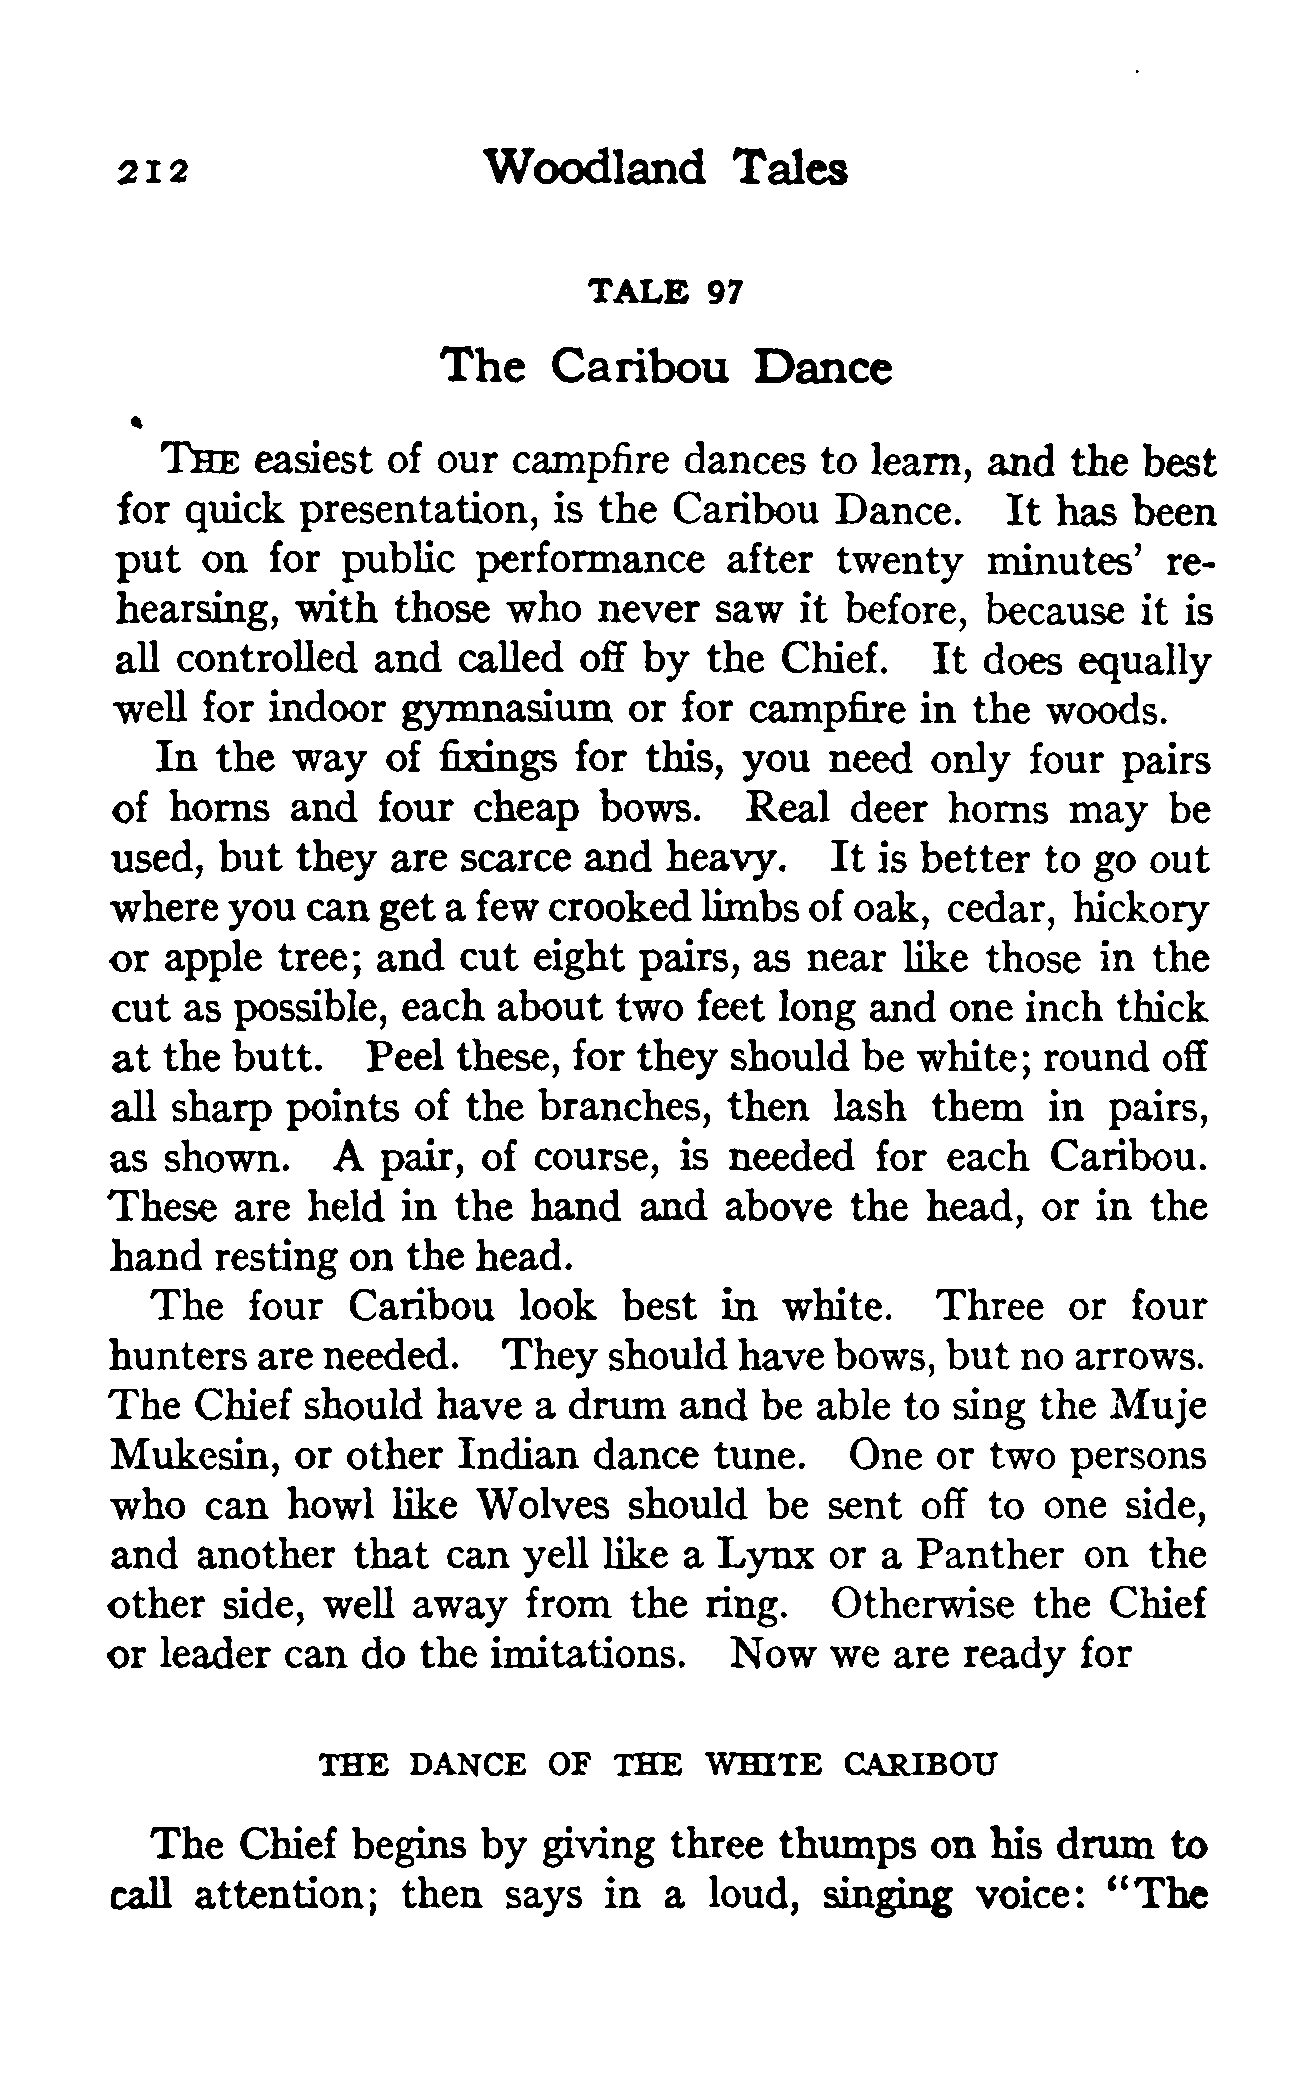 212 Woodland Tales
TALE 97
The Caribou Dance
THE easiest of our campfire dances to learn, and the best
for quick presentation, is the Caribou Dance. It has been
put on for public performance after twenty minutes' re-
hearsing, with those who never saw it before, because it is
all controlled and called off by the Chief. It does equally
well for indoor gymnasium or for campfire in the woods.
In the way of fixings for this, you need only four pairs
of horns and four cheap bows. Real deer horns may be
used, but they are scarce and heavy. It is better to go out
where you can get a few crooked limbs of oak, cedar, hickory
or apple tree; and cut eight pairs, as near like those in the
cut as possible, each about two feet long and one inch thick
at the butt. Peel these, for they should be white; round off
all sharp points of the branches, then lash them in pairs,
as shown. A pair, of course, is needed for each Caribou.
These are held in the hand and above the head, or in the
hand resting on the head.
The four Caribou look best in white. Three or four
hunters are needed. They should have bows, but no arrows.
The Chief should have a drum and be able to sing the Muje
Mukesin, or other Indian dance tune. One or two persons
who can howl like Wolves should be sent off to one side,
and another that can yell like a Lynx or a Panther on the
other side, well away from the ring. Otherwise the Chief
or leader can do the imitations. Now we are ready for
THE DANCE OF THE WHITE CARIBOU
The Chief begins by giving three thumps on his drum to
call attention; then says in a loud, singing voice: "The